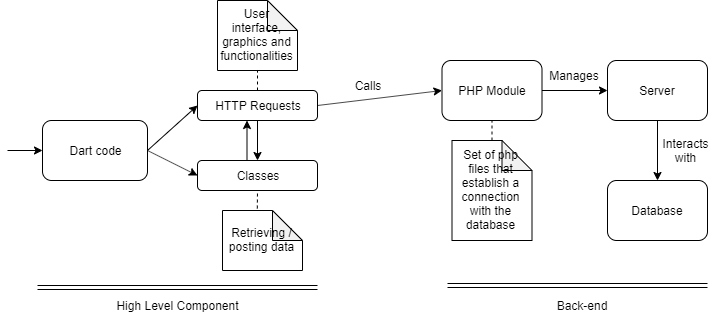 User
interface,
graphics and
functionalities
HTTP Requests
Calls
Dart code
Classes
Retrieving /
posting data
High Level Component
PHP Module
Manages
Server
Set of php
files that
establish a
connection
with the
database
Interacts
with
Database
Back-end